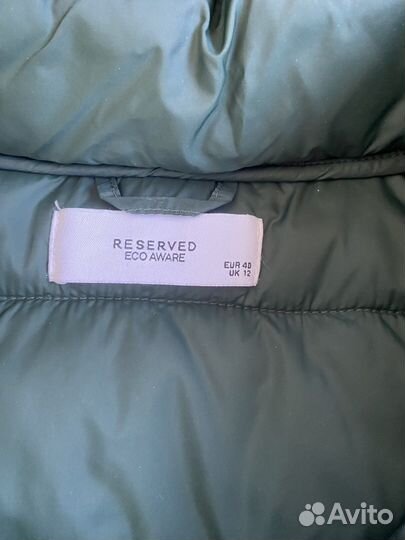 RESERVED
ECO AWARE
EUR 40
UK 12
Avito